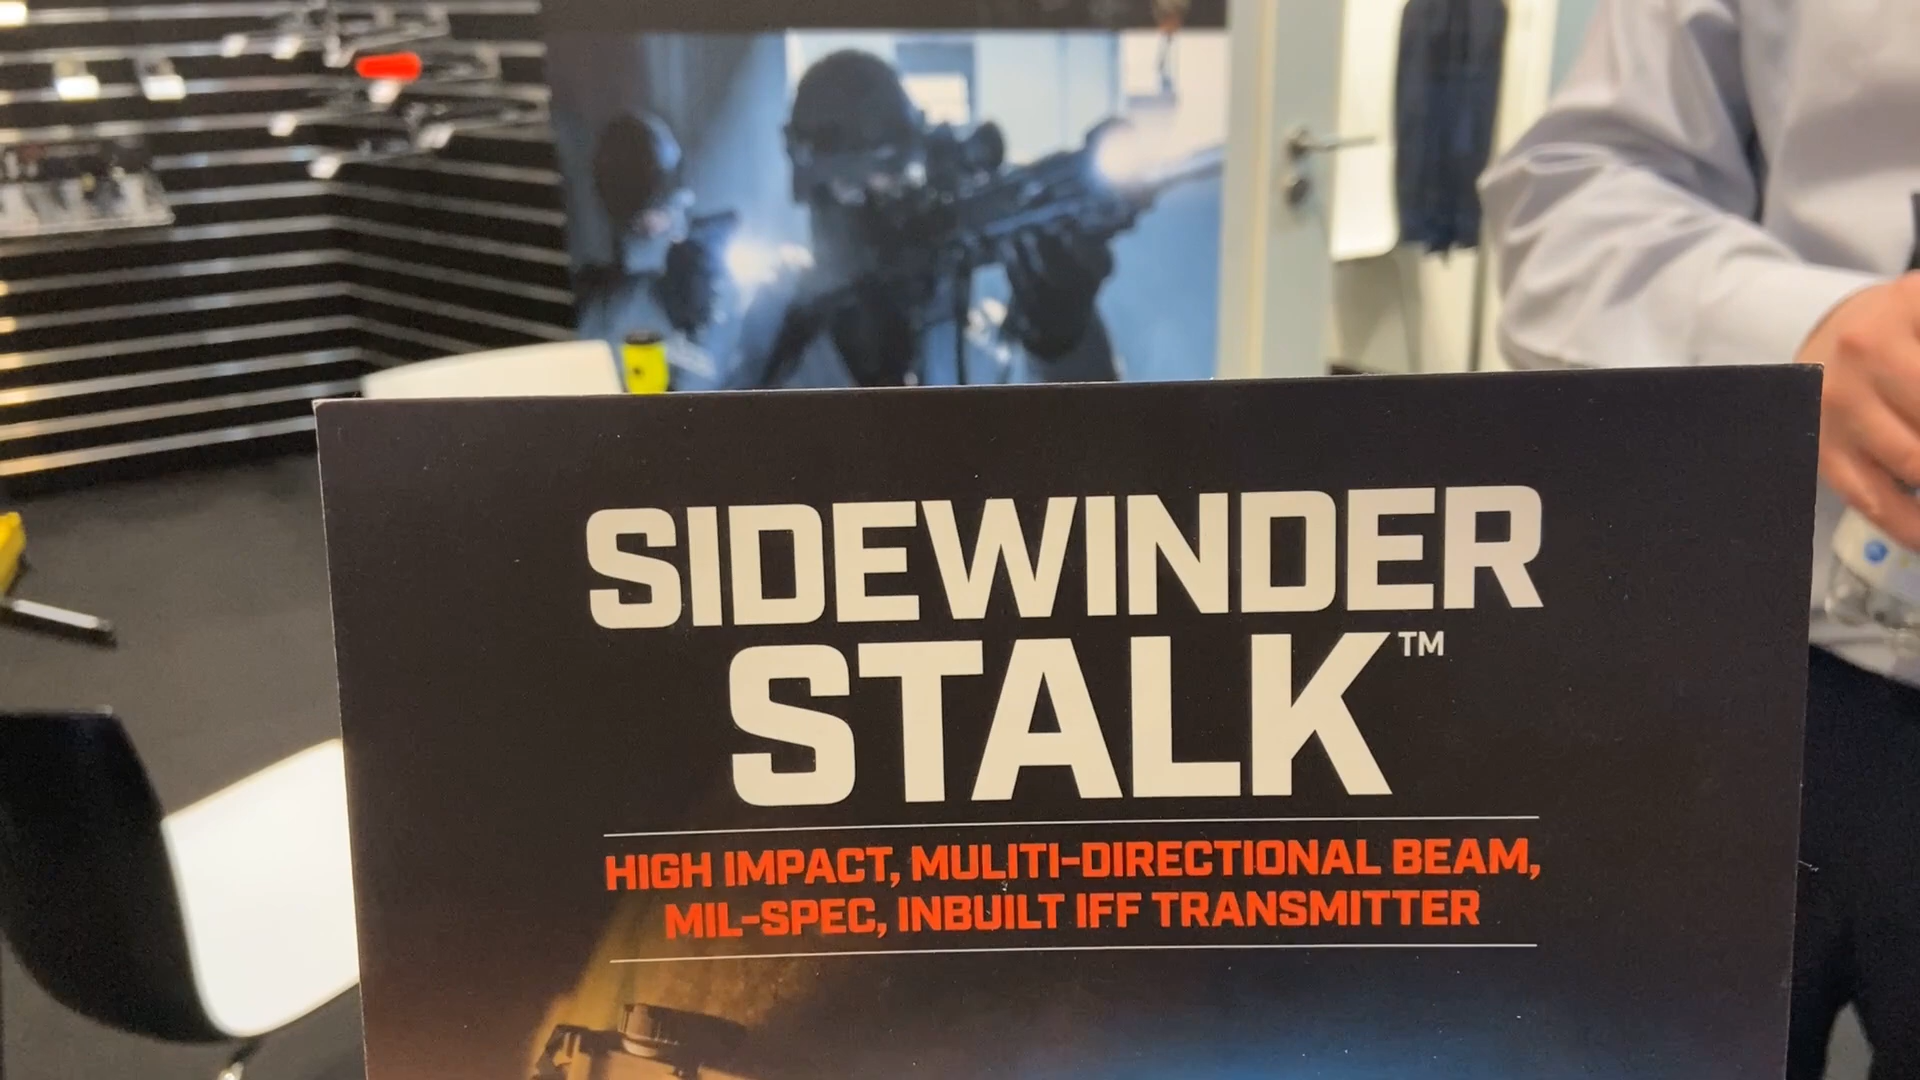 SIDEWINDER
STALK™
HIGH IMPACT, MULITI-DIRECTIONAL BEAM,
MIL-SPEC, INBUILT IFF TRANSMITTER